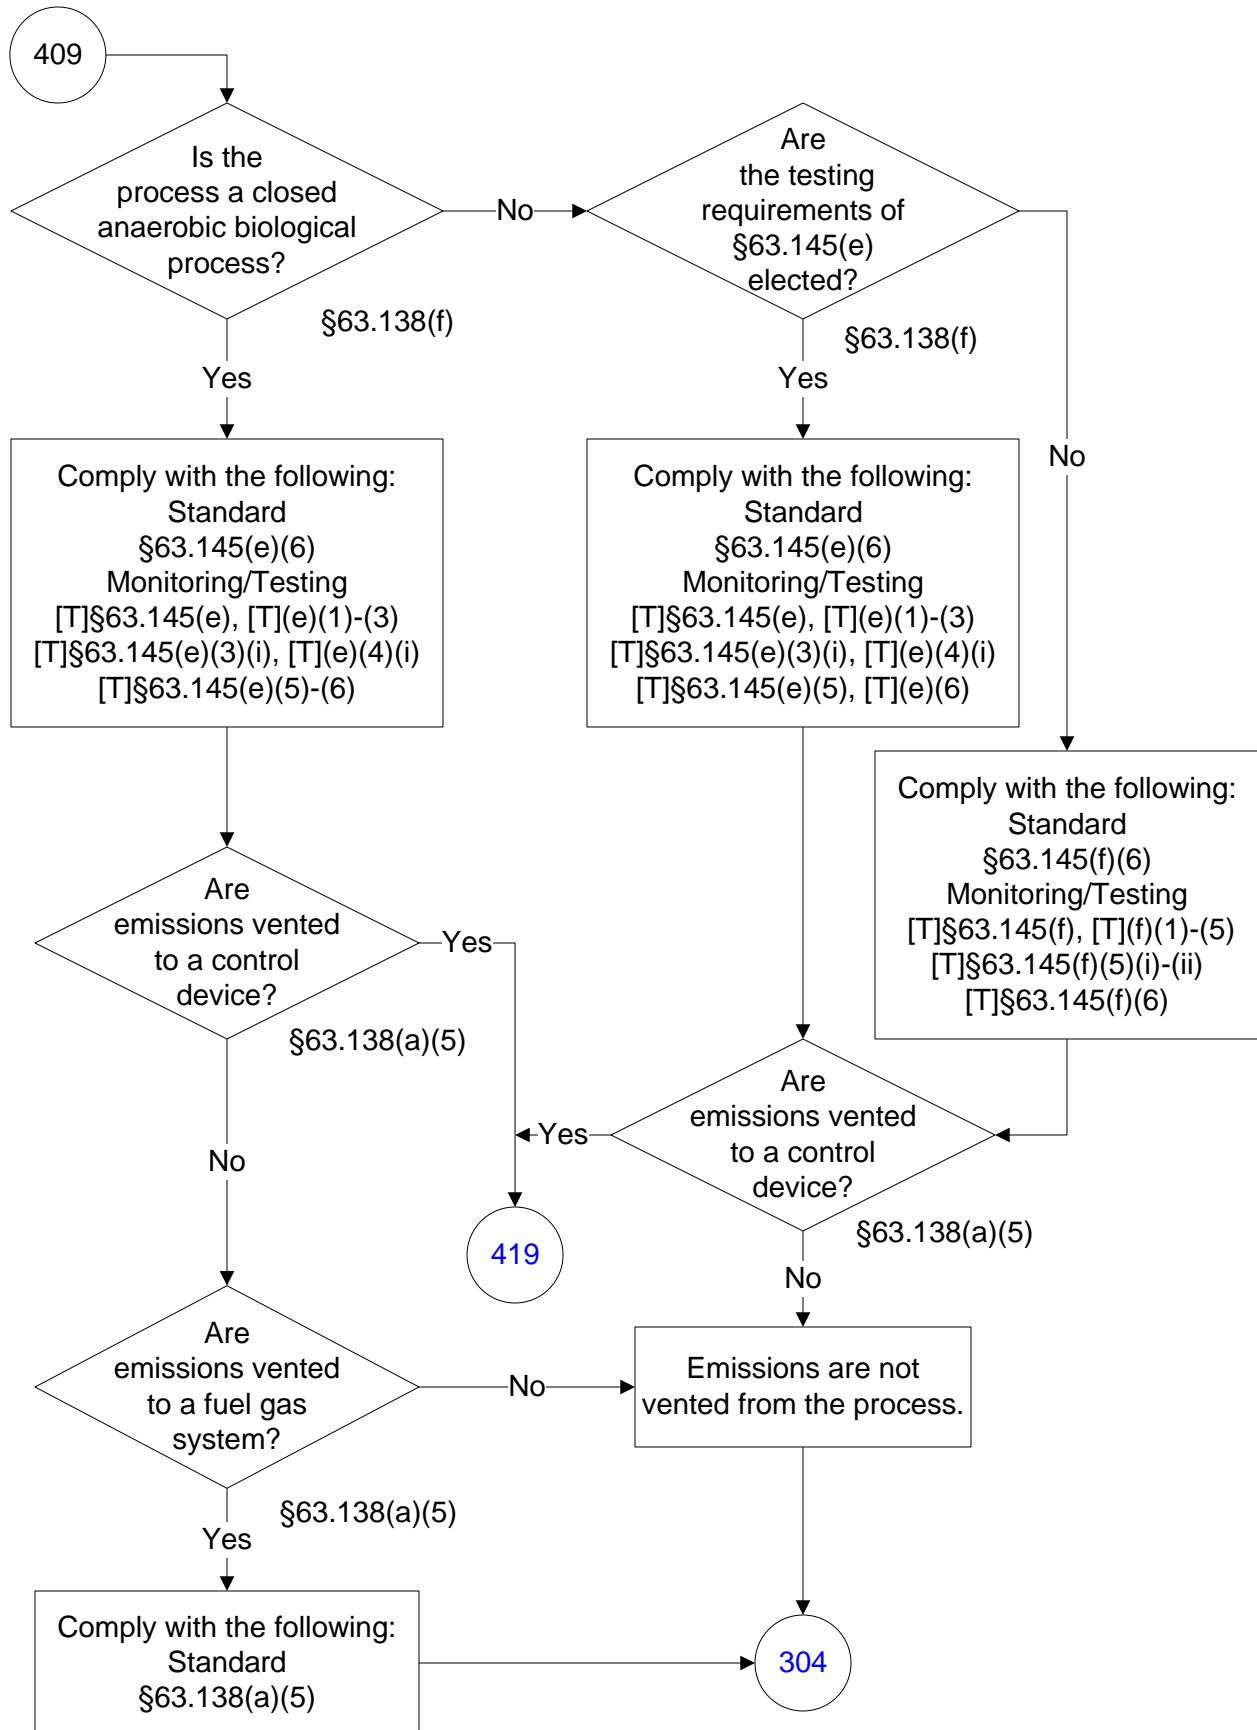 409
Is the
process a closed
anaerobic biological
process?
No
Are
the testing
requirements of
§63.145(e)
elected?
§63.138(f)
§63.138(f)
Yes
Yes
No
Comply with the following:
Standard
§63.145(e)(6)
Monitoring/Testing
[T]§63.145(e), [T](e)(1)-(3)
[T]§63.145(e)(3)(i), [T](e)(4)(i)
[T]§63.145(e)(5)-(6)
Comply with the following:
Standard
§63.145(e)(6)
Monitoring/Testing
[T]§63.145(e), [T](e)(1)-(3)
[T]§63.145(e)(3)(i), [T](e)(4)(i)
[T]§63.145(e)(5), [T](e)(6)
Comply with the following:
Standard
§63.145(f)(6)
Monitoring/Testing
[T]§63.145(f), [T](f)(1)-(5)
[T]§63.145(f)(5)(i)-(ii)
[T]§63.145(f)(6)
Are
emissions vented
to a control
device?
Yes
§63.138(a)(5)
Are
emissions vented
to a control
device?
Yes
§63.138(a)(5)
No
419
No
Are
emissions vented
to a fuel gas
system?
No
Emissions are not
vented from the process.
§63.138(a)(5)
Yes
Comply with the following:
Standard
§63.138(a)(5)
304